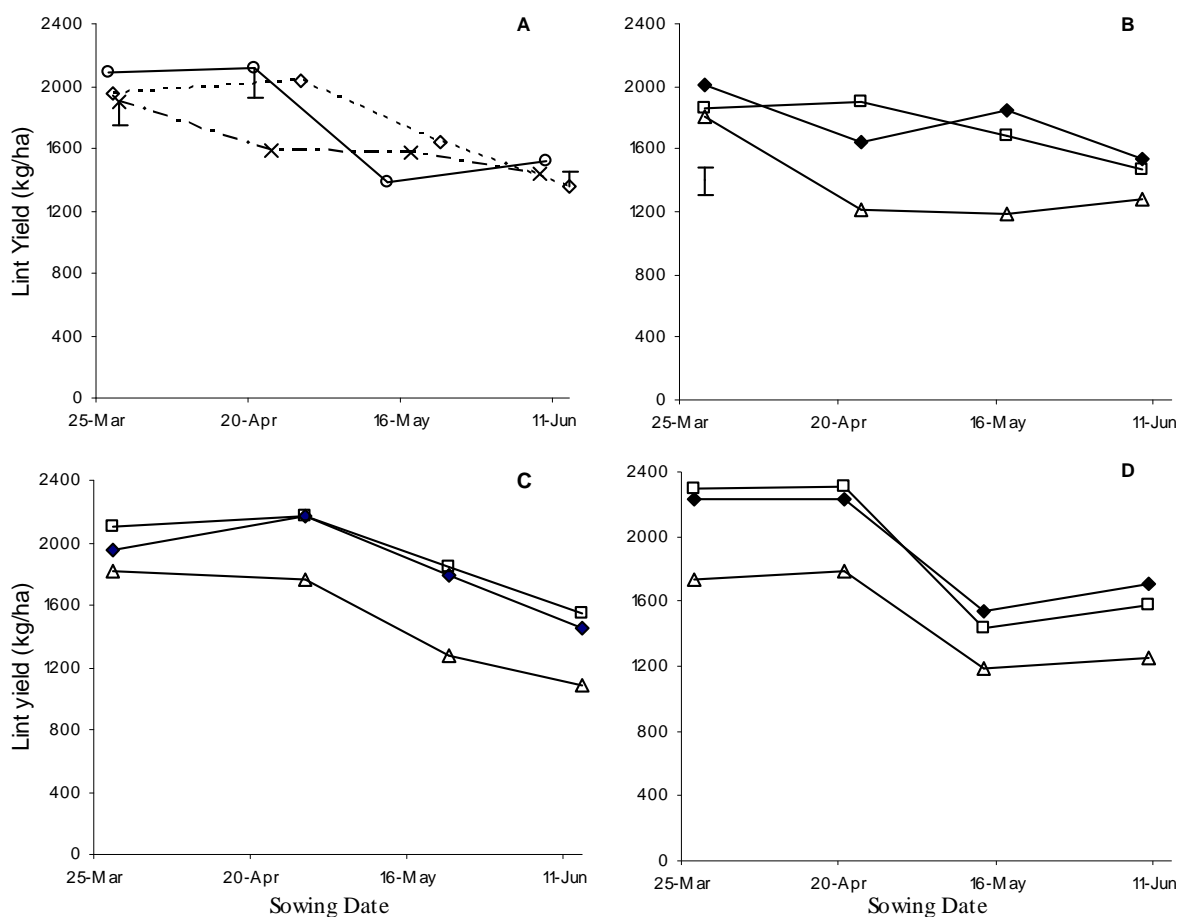 A
Lint Yield (kg/ha)
2400
2000
1600
1200
800
400
0
25-Mar 20-Apr 16-May 11-Jun
B
2400
2000
1600
1200
800
400
0
25-Mar 20-Apr 16-May 11-Jun
C
Lint yield (kg/ha)
2400
2000
1600
1200
800
400
0
25-Mar 20-Apr 16-May 11-Jun
Sowing Date
D
2400
2000
1600
1200
800
400
0
25-Mar 20-Apr 16-May 11-Jun
Sowing Date